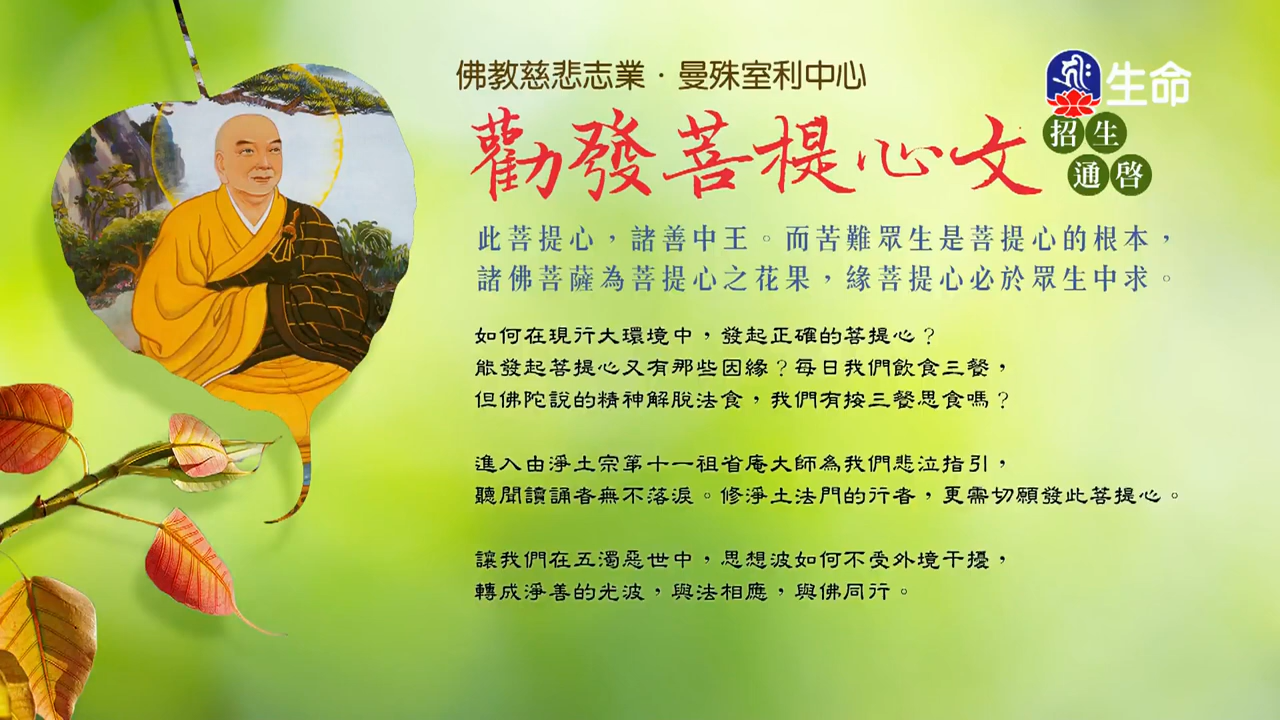 佛教慈悲志業·曼殊室利中心
生命
勸發菩提心文
招生
通啓
此菩提心，諸善中王。而苦難眾生是菩提心的根本，
諸佛菩薩為菩提心之花果，緣菩提心必於眾生中求。
如何在現行大環境中，發起正確的菩提心？
能發起菩提心又有那些因緣？每日我們飲食三餐，
但佛陀說的精神解脫法食，我們有按三餐思食嗎？
進入由淨土宗第十一祖省庵大師為我們悲泣指引，
聽聞讀誦者無不落淚。修淨土法門的行者，更需切願發此菩提心。
讓我們在五濁惡世中，思想波如何不受外境干擾，
轉成淨善的光波，與法相應，與佛同行。